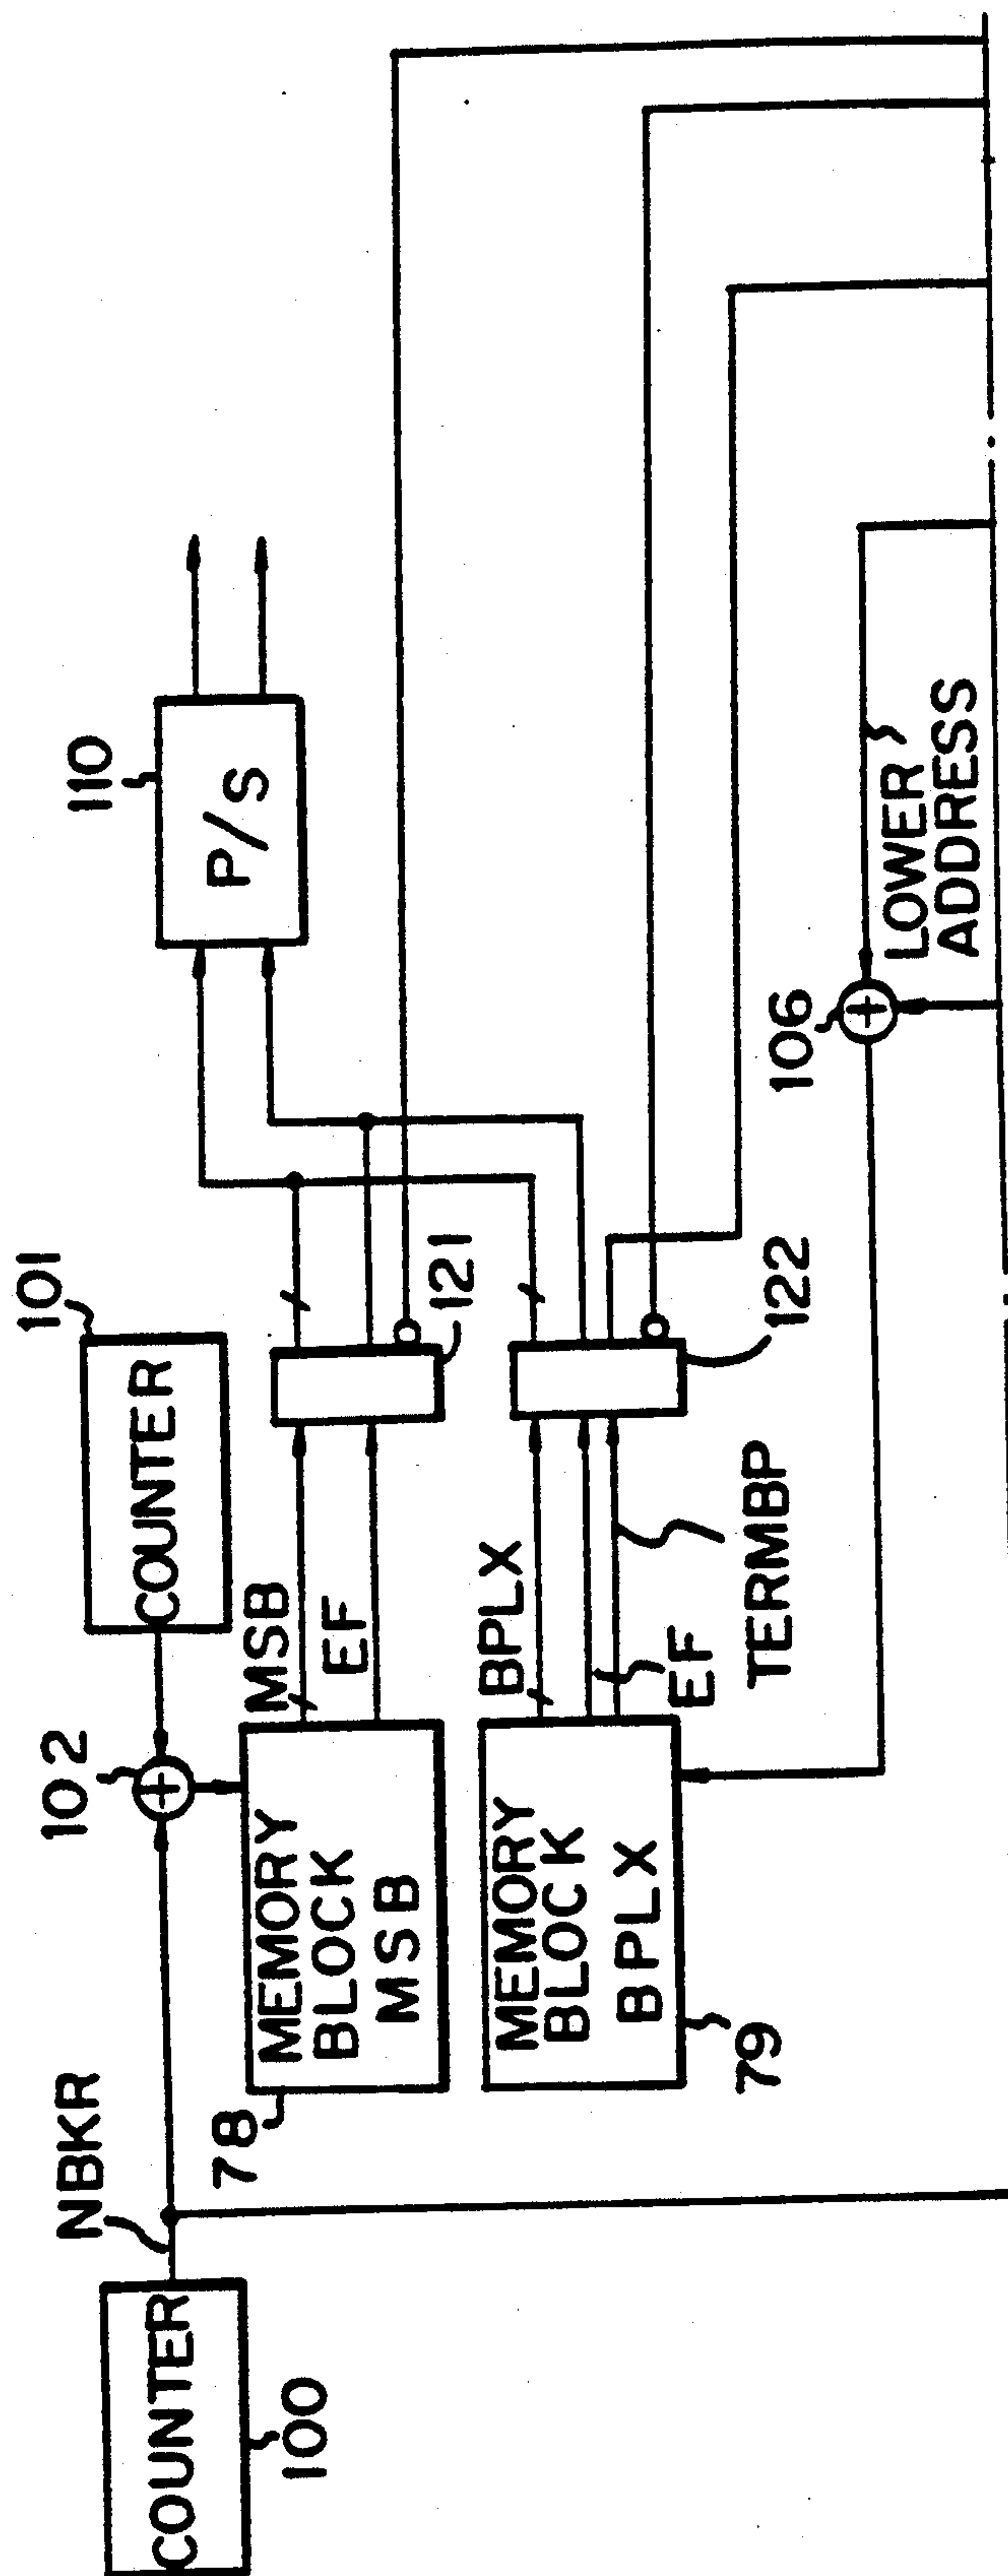 COUNTER
100
NBKR
102
COUNTER
101
110
P/S
78
MEMORY
BLOCK
MSB
MSB
EF
121
79
MEMORY
BLOCK
BPLX
BPLX
EF
TERMBP
122
106
LOWER
ADDRESS